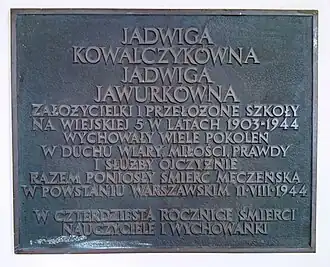 JADWIGA
KOWALCZYKÓWNA
JADWIGA
JAWURKÓWNA
ZAŁOŻYCIELKI I PRZEŁOŻONE SZKOŁY
NA WIEJSKIEJ 5 W LATACH 1903-1944
WYCHOWAŁY WIELE POKOLEŃ
W DUCHU WIARY MIŁOŚCI PRAWDY
I SŁUŻBY OJCZYŹNIE
RAZEM PONIOSŁY ŚMIERĆ MĘCZEŃSKĄ
W POWSTANIU WARSZAWSKIM 11·VIII·1944
W CZTERDZIESTĄ ROCZNICĘ ŚMIERCI
NAUCZYCIELE I WYCHOWANKI